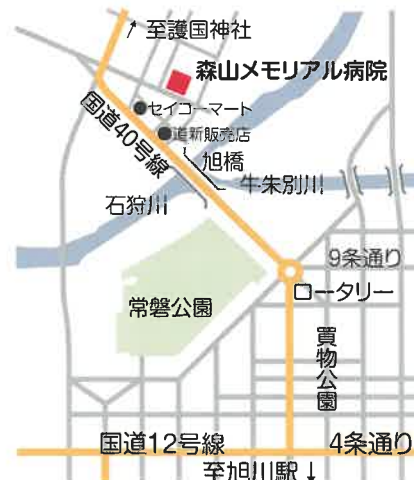 至護国神社
森山メモリアル病院
セイコーマート
道新販売店
国道40号線
旭橋
牛朱別川
石狩川
9条通り
ロータリー
常磐公園
買物公園
国道12号線
4条通り
至旭川駅↓